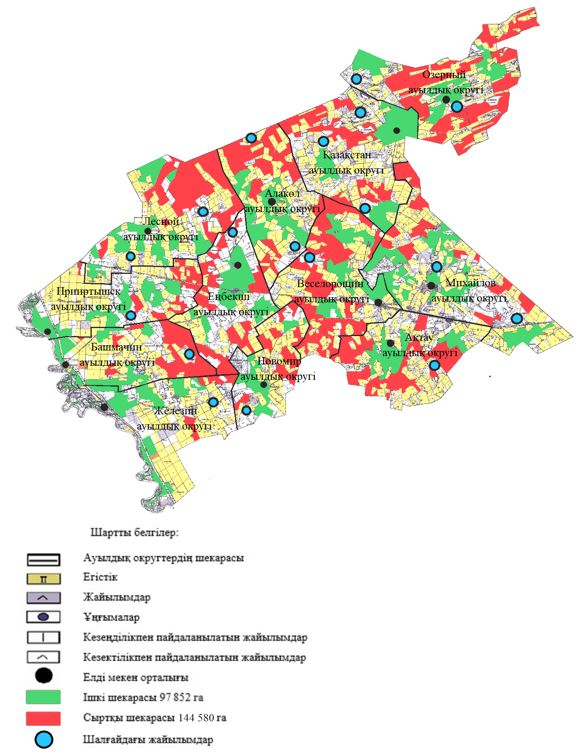 Озерный
ауылдық округі
Қазақстан
ауылдық округі
Алакөл
ауылдық округі
Лесной
ауылдық округі
Прииртышск
ауылдық округі
Еңбекші
ауылдық округі
Веселорощин
ауылдық округі
Михайлов
ауылдық округі
Башмачин
ауылдық округі
Новомир
ауылдық округі
Ақтау
ауылдық округі
Железин
ауылдық округі
Шартты белгілер:
Ауылдық округтердің шекарасы
Егістік
Жайылымдар
Ұңғымалар
Кезеңділікпен пайдаланылатын жайылымдар
Кезектілікпен пайдаланылатын жайылымдар
Елді мекен орталығы
Ішкі шекарасы 97 852 га
Сыртқы шекарасы 144 580 га
Шалғайдағы жайылымдар